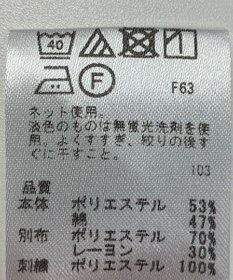 40
F
F63
ネット使用。
淡色のものは無蛍光洗剤を使
用。よくすすぎ、絞りの後す
ぐに干すこと。
103
品質
本体 ポリエステル 53%
綿 47%
別布 ポリエステル 70%
レーヨン 30%
刺繍 ポリエステル 100%